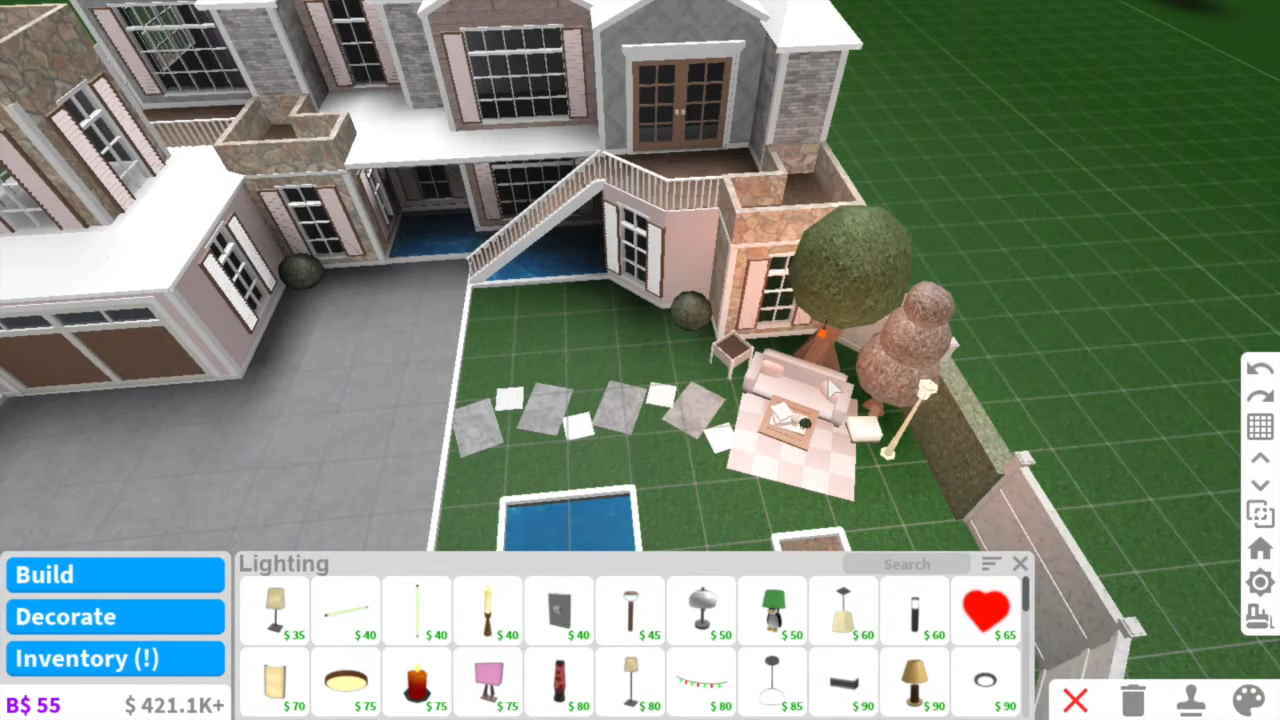 Lighting
Search
$ 35
$ 40
$ 40
$ 40
$ 40
$ 45
$ 50
$ 50
$ 60
$ 60
$ 65
$ 70
$ 75
$ 75
$ 75
$ 80
$ 80
$ 80
$ 85
$ 90
$ 90
$ 90
Build
Decorate
Inventory (!)
B$ 55
$ 421.1K+
L